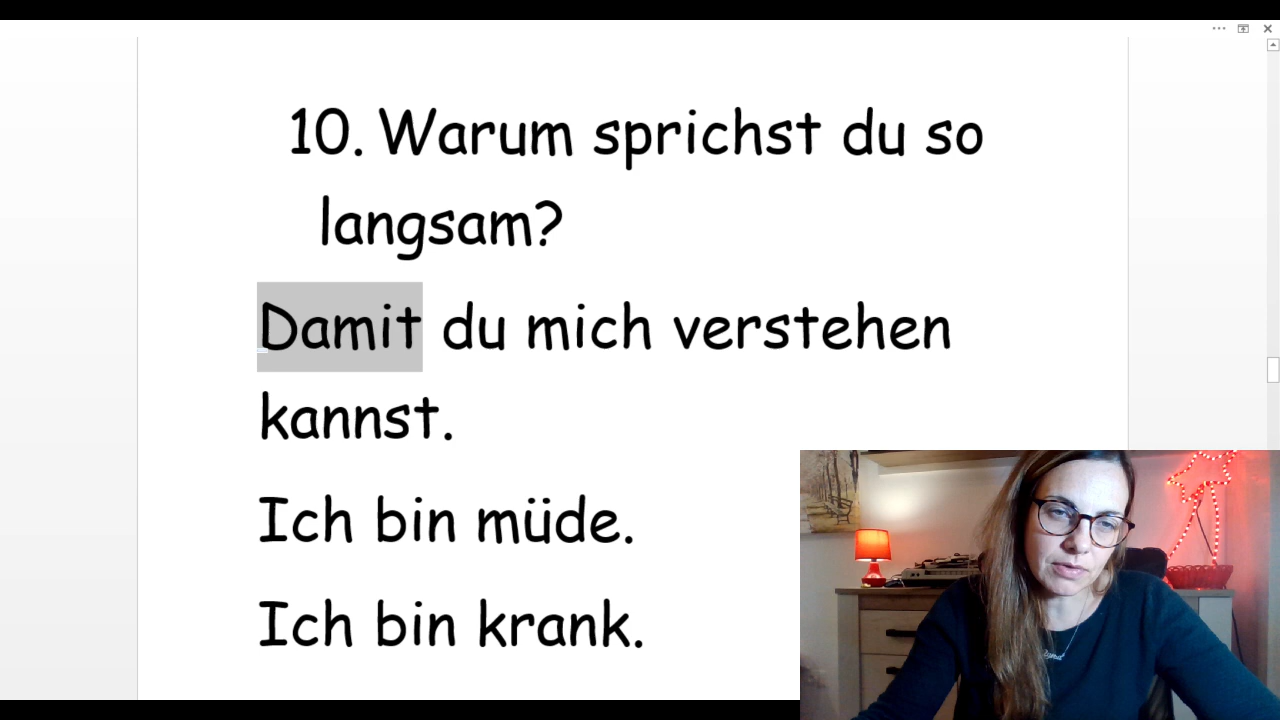 10. Warum sprichst du so
langsam?
Damit du mich verstehen
kannst.
Ich bin müde.
Ich bin krank.